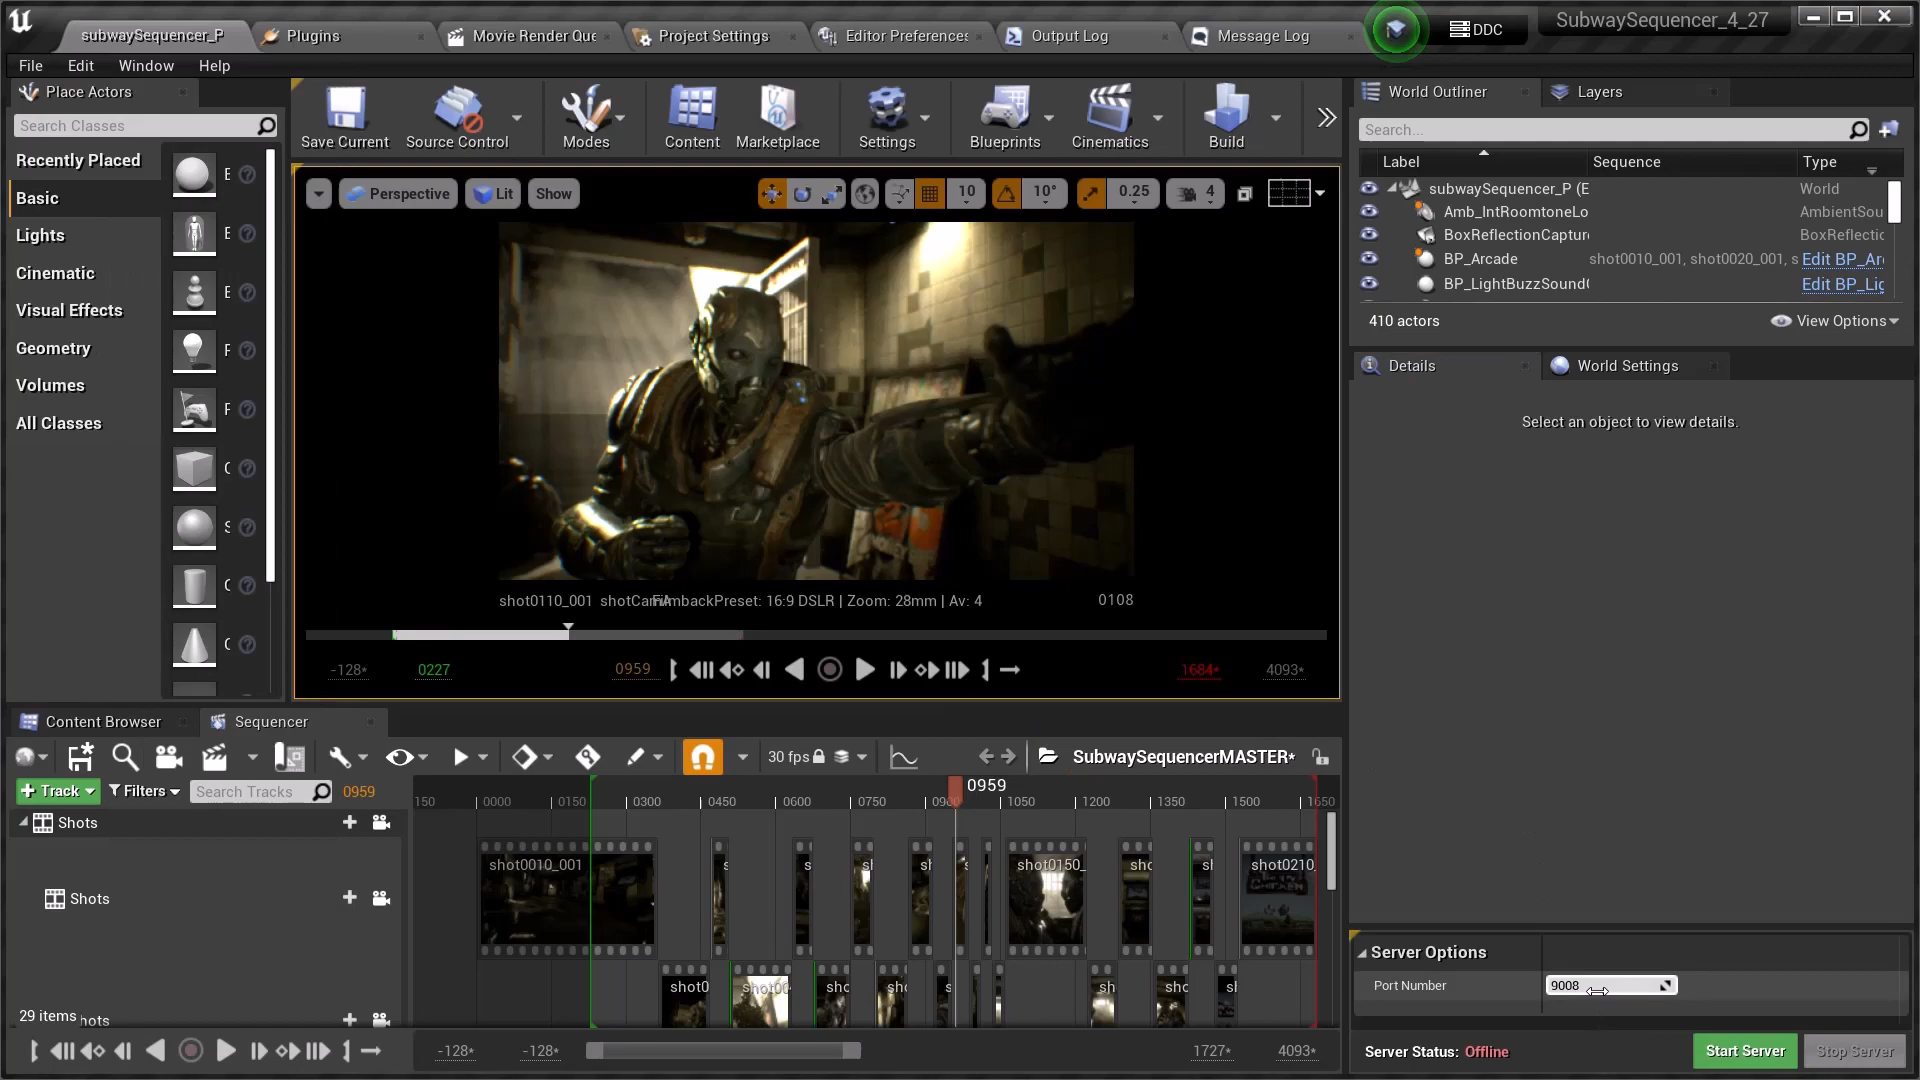 subwaySequencer_P
Plugins
Movie Render Que
Project Settings
Editor Preferences
Output Log
Message Log
DDC
SubwaySequencer_4_27
File Edit Window Help
Place Actors
Search Classes
Recently Placed
Basic
Lights
Cinematic
Visual Effects
Geometry
Volumes
All Classes
Save Current
Source Control
Modes
Content
Marketplace
Settings
Blueprints
Cinematics
Build
Perspective
Lit
Show
10
10°
0.25
4
shot0110_001
16:9 DSLR | Zoom: 28mm | Av: 4
0108
-128*
0227
0959
1684*
4093*
World Outliner
Layers
Search...
Label Sequence Type
subwaySequencer_P (E World
Amb_IntRoomtoneLo AmbientSou
BoxReflectionCapture BoxReflectic
BP_Arcade shot0010_001, shot0020_001, s Edit BP_Ar
BP_LightBuzzSound Edit BP_Lig
410 actors
View Options
Details
World Settings
Select an object to view details.
Content Browser
Sequencer
30 fps
SubwaySequencerMASTER*
Track
Filters
Search Tracks
0959
150 0000 0150 0300 0450 0600 0750 0900 1050 1200 1350 1500 1650
0959
Shots
Shots
29 items
shot0010_001
shot0150_
shot0210_
-128*
-128*
1727*
4093*
Server Options
Port Number
9008
Server Status: Offline
Start Server
Stop Server